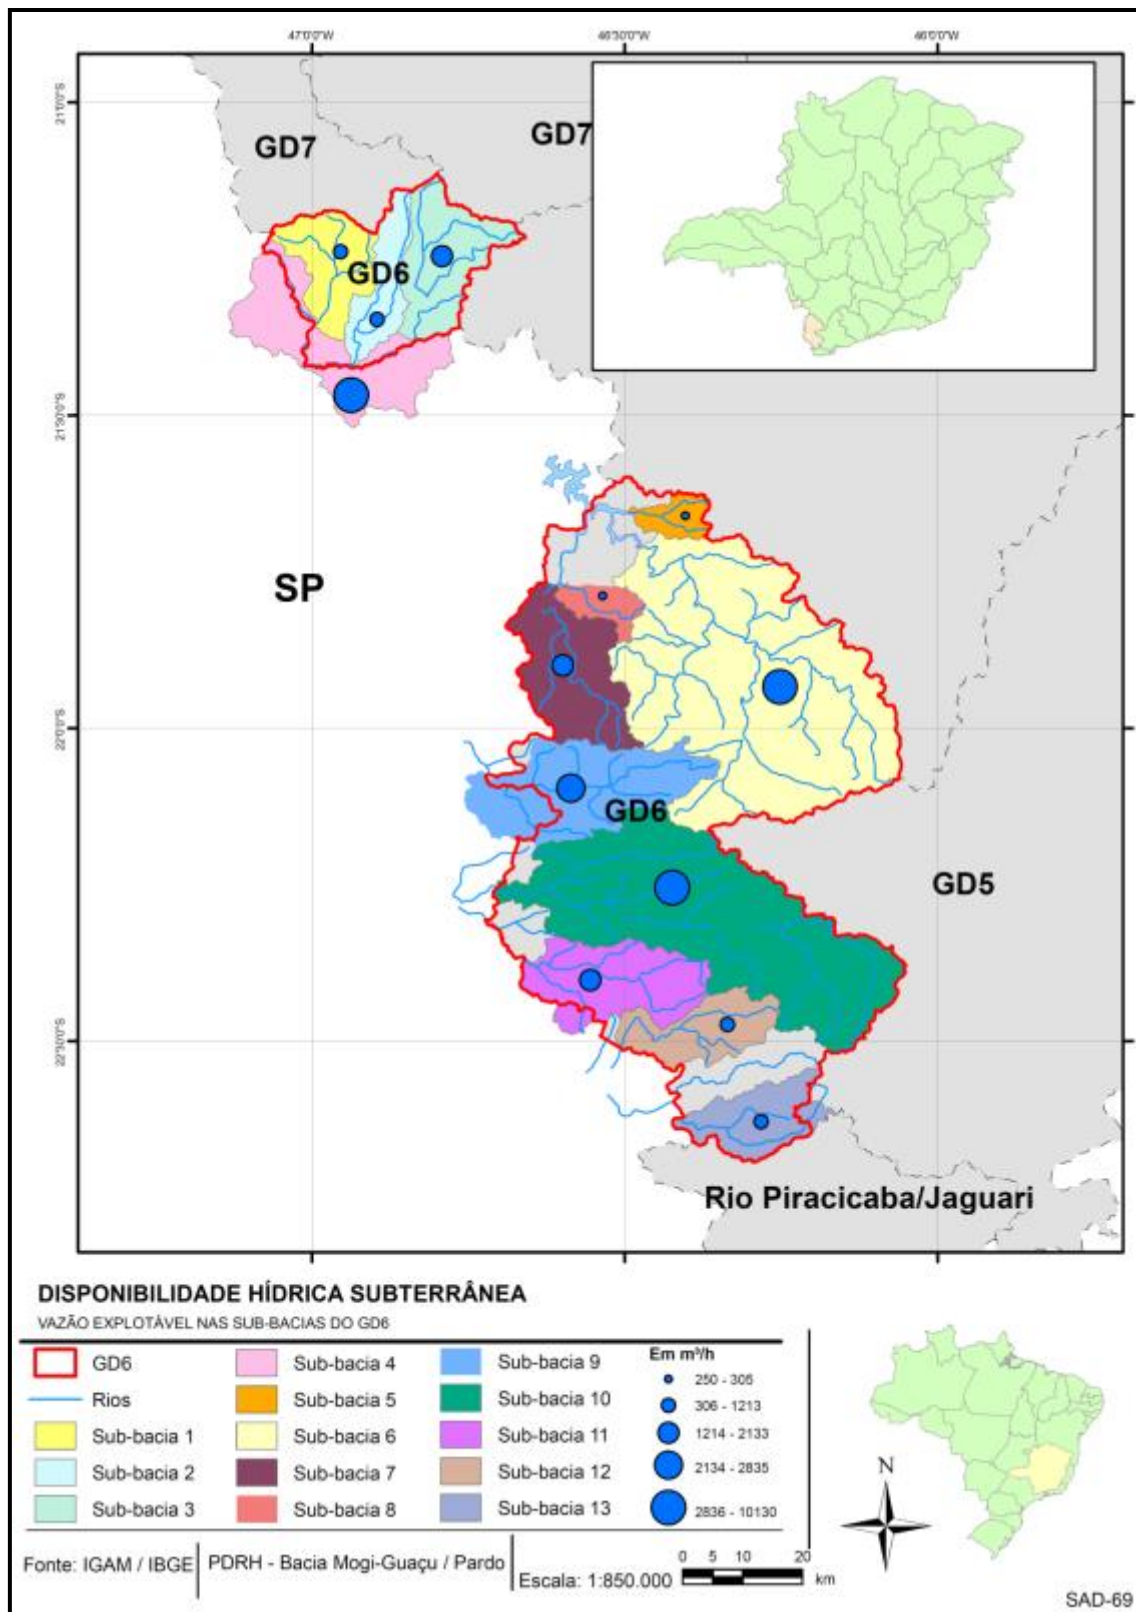 47°0'0"W 46°30'0"W 46°0'0"W
21°0'0"S
GD7
GD7
GD6
21°30'0"S
SP
22°0'0"S
GD6
GD5
22°30'0"S
Rio Piracicaba/Jaguari
DISPONIBILIDADE HÍDRICA SUBTERRÂNEA
VAZÃO EXPLOTÁVEL NAS SUB-BACIAS DO GD6
GD6
Rios
Sub-bacia 1
Sub-bacia 2
Sub-bacia 3
Sub-bacia 4
Sub-bacia 5
Sub-bacia 6
Sub-bacia 7
Sub-bacia 8
Sub-bacia 9
Sub-bacia 10
Sub-bacia 11
Sub-bacia 12
Sub-bacia 13
Em m³/h
250 - 305
306 - 1213
1214 - 2133
2134 - 2835
2836 - 10130
N
Fonte: IGAM / IBGE
PDRH - Bacia Mogi-Guaçu / Pardo
Escala: 1:850.000
0 5 10 20
km
SAD-69